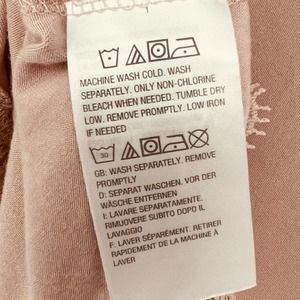 MACHINE WASH COLD. WASH
SEPARATELY. ONLY NON-CHLORINE
BLEACH WHEN NEEDED. TUMBLE DRY
LOW. REMOVE PROMPTLY. LOW IRON
IF NEEDED
30
GB: WASH SEPARATELY. REMOVE
PROMPTLY
D: SEPARAT WASCHEN. VOR DER
WÄSCHE ENTFERNEN
I: LAVARE SEPARATAMENTE.
RIMUOVERE SUBITO DOPO IL
LAVAGGIO
F: LAVER SÉPARÉMENT. RETIRER
RAPIDEMENT DE LA MACHINE À
LAVER